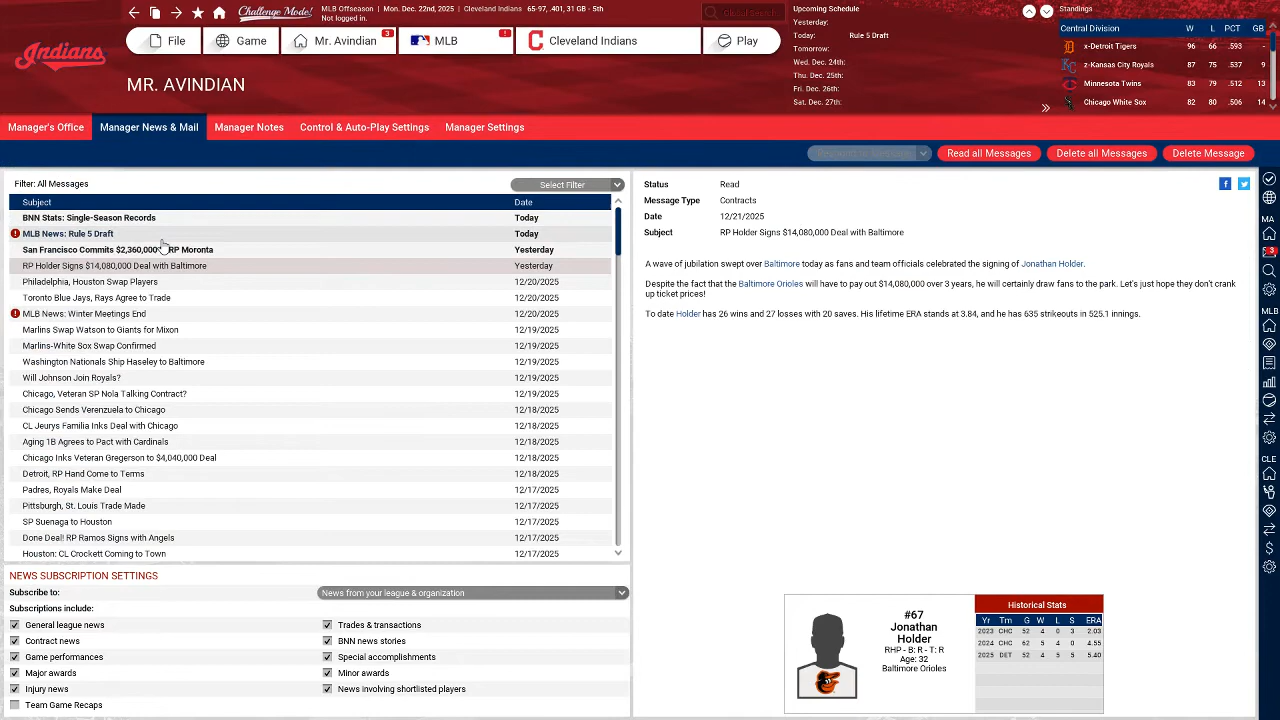 Challenge Mode!
MLB Offseason • Mon. Dec. 22nd, 2025 • Cleveland Indians 65-97, .401, 31 GB - 5th
Not logged in.
Global Search
Upcoming Schedule
Yesterday:
Today: Rule 5 Draft
Tomorrow:
Wed. Dec. 24th:
Thu. Dec. 25th:
Fri. Dec. 26th:
Sat. Dec. 27th:
Standings
Central Division W L PCT GB
x-Detroit Tigers 96 66 .593 -
z-Kansas City Royals 87 75 .537 9
Minnesota Twins 83 79 .512 13
Chicago White Sox 82 80 .506 14
Indians
File
Game
Mr. Avindian 3
MLB !
Cleveland Indians
Play
MR. AVINDIAN
Manager's Office
Manager News & Mail
Manager Notes
Control & Auto-Play Settings
Manager Settings
Respond to Message
Read all Messages
Delete all Messages
Delete Message
Filter: All Messages
Select Filter
Subject Date
BNN Stats: Single-Season Records Today
MLB News: Rule 5 Draft Today
San Francisco Commits $2,360,000 RP Moronta Yesterday
RP Holder Signs $14,080,000 Deal with Baltimore Yesterday
Philadelphia, Houston Swap Players 12/20/2025
Toronto Blue Jays, Rays Agree to Trade 12/20/2025
MLB News: Winter Meetings End 12/20/2025
Marlins Swap Watson to Giants for Mixon 12/19/2025
Marlins-White Sox Swap Confirmed 12/19/2025
Washington Nationals Ship Haseley to Baltimore 12/19/2025
Will Johnson Join Royals? 12/19/2025
Chicago, Veteran SP Nola Talking Contract? 12/19/2025
Chicago Sends Verenzuela to Chicago 12/18/2025
CL Jeurys Familia Inks Deal with Chicago 12/18/2025
Aging 1B Agrees to Pact with Cardinals 12/18/2025
Chicago Inks Veteran Gregerson to $4,040,000 Deal 12/18/2025
Detroit, RP Hand Come to Terms 12/18/2025
Padres, Royals Make Deal 12/17/2025
Pittsburgh, St. Louis Trade Made 12/17/2025
SP Suenaga to Houston 12/17/2025
Done Deal! RP Ramos Signs with Angels 12/17/2025
Houston: CL Crockett Coming to Town 12/17/2025
NEWS SUBSCRIPTION SETTINGS
Subscribe to: News from your league & organization
Subscriptions include:
General league news
Trades & transactions
Contract news
BNN news stories
Game performances
Special accomplishments
Major awards
Minor awards
Injury news
News involving shortlisted players
Team Game Recaps
Status Read
Message Type Contracts
Date 12/21/2025
Subject RP Holder Signs $14,080,000 Deal with Baltimore
A wave of jubilation swept over Baltimore today as fans and team officials celebrated the signing of Jonathan Holder.
Despite the fact that the Baltimore Orioles will have to pay out $14,080,000 over 3 years, he will certainly draw fans to the park. Let's just hope they don't crank
up ticket prices!
To date Holder has 26 wins and 27 losses with 20 saves. His lifetime ERA stands at 3.84, and he has 635 strikeouts in 525.1 innings.
#67
Jonathan
Holder
RHP - B: R - T: R
Age: 32
Baltimore Orioles
Historical Stats
Yr Tm G W L S ERA
2023 CHC 52 4 0 3 2.03
2024 CHC 62 5 4 0 4.55
2025 DET 52 4 5 5 5.40
MA
3
MLB
CLE